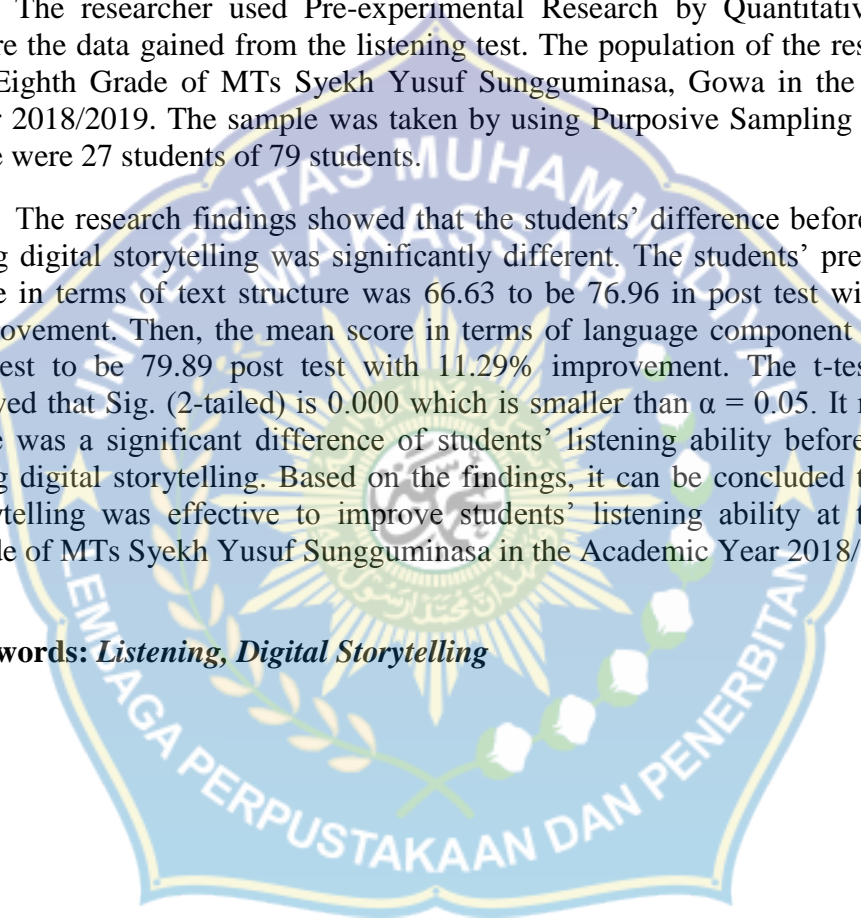 The researcher used Pre-experimental Research by Quantitativ
re the data gained from the listening test. The population of the res
Eighth Grade of MTs Syekh Yusuf Sungguminasa, Gowa in the
r 2018/2019. The sample was taken by using Purposive Sampling
e were 27 students of 79 students.
The research findings showed that the students’ difference before
g digital storytelling was significantly different. The students’ pre
e in terms of text structure was 66.63 to be 76.96 in post test wi
ovement. Then, the mean score in terms of language component
est to be 79.89 post test with 11.29% improvement. The t-tes
wed that Sig. (2-tailed) is 0.000 which is smaller than α = 0.05. It
e was a significant difference of students’ listening ability before
g digital storytelling. Based on the findings, it can be concluded t
ytelling was effective to improve students’ listening ability at t
de of MTs Syekh Yusuf Sungguminasa in the Academic Year 2018/
words: Listening, Digital Storytelling
UNIVERSITAS MUHAMMADIYAH
MAKASSAR
LEMBAGA PERPUSTAKAAN DAN PENERBITAN